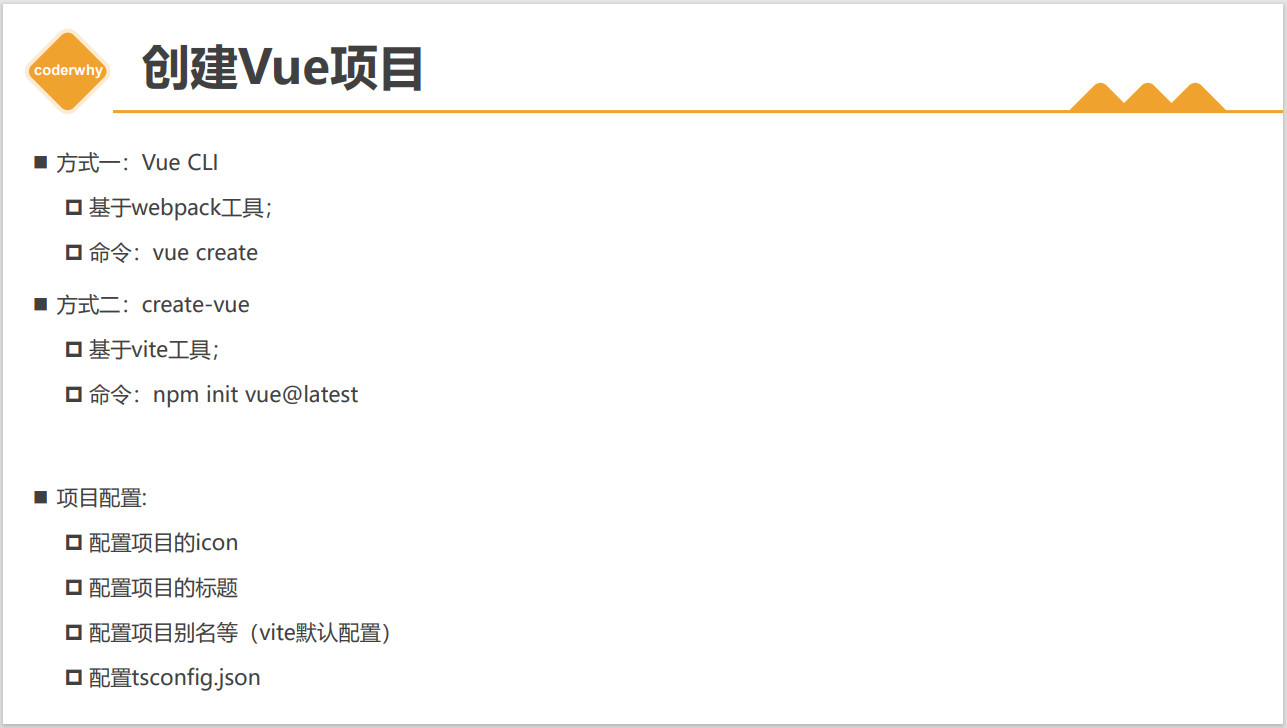 coderwhy
创建Vue项目
方式一：Vue CLI
基于webpack工具；
命令：vue create
方式二：create-vue
基于vite工具；
命令：npm init vue@latest
项目配置:
配置项目的icon
配置项目的标题
配置项目别名等（vite默认配置）
配置tsconfig.json